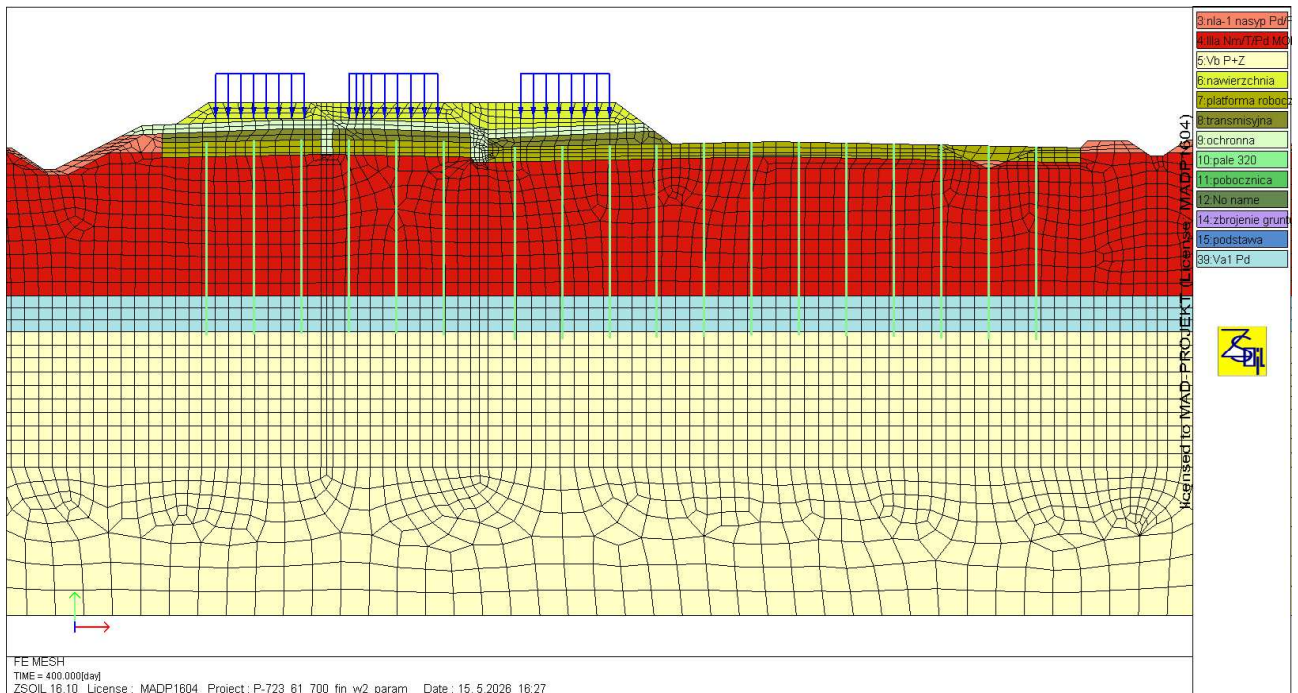 3:nIa-1 nasyp Pd/P
4:IIIa Nm/T/Pd MO
5:Vb P+Z
6:nawierzchnia
7:platforma robocz
8:transmisyjna
9:ochronna
10:pale 320
11:pobocznica
12:No name
14:zbrojenie gruntu
15:podstawa
39:Va1 Pd
ZSoil
licensed to MAD-PROJEKT (License: MADP1604)
FE MESH
TIME = 400.000[day]
ZSOIL 16.10 License : MADP1604 Project : P-723_61_700_fin_w2_param Date : 15. 5.2026 16:27